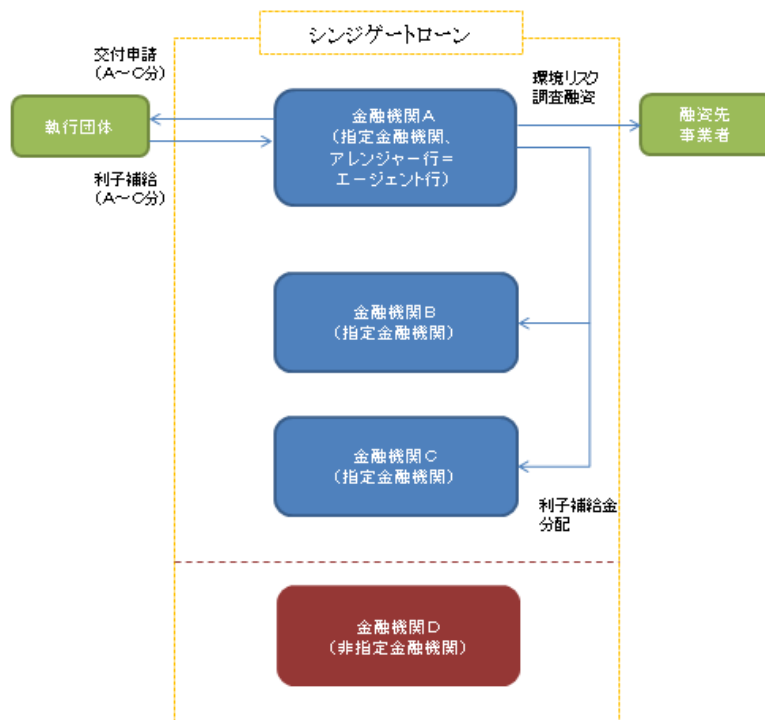 シンジゲートローン
交付申請
(A～C分)
環境リスク
調査融資
執行団体
金融機関A
(指定金融機関、
アレンジャー行＝
エージェント行)
融資先
事業者
利子補給
(A～C分)
金融機関B
(指定金融機関)
金融機関C
(指定金融機関)
利子補給金
分配
金融機関D
(非指定金融機関)